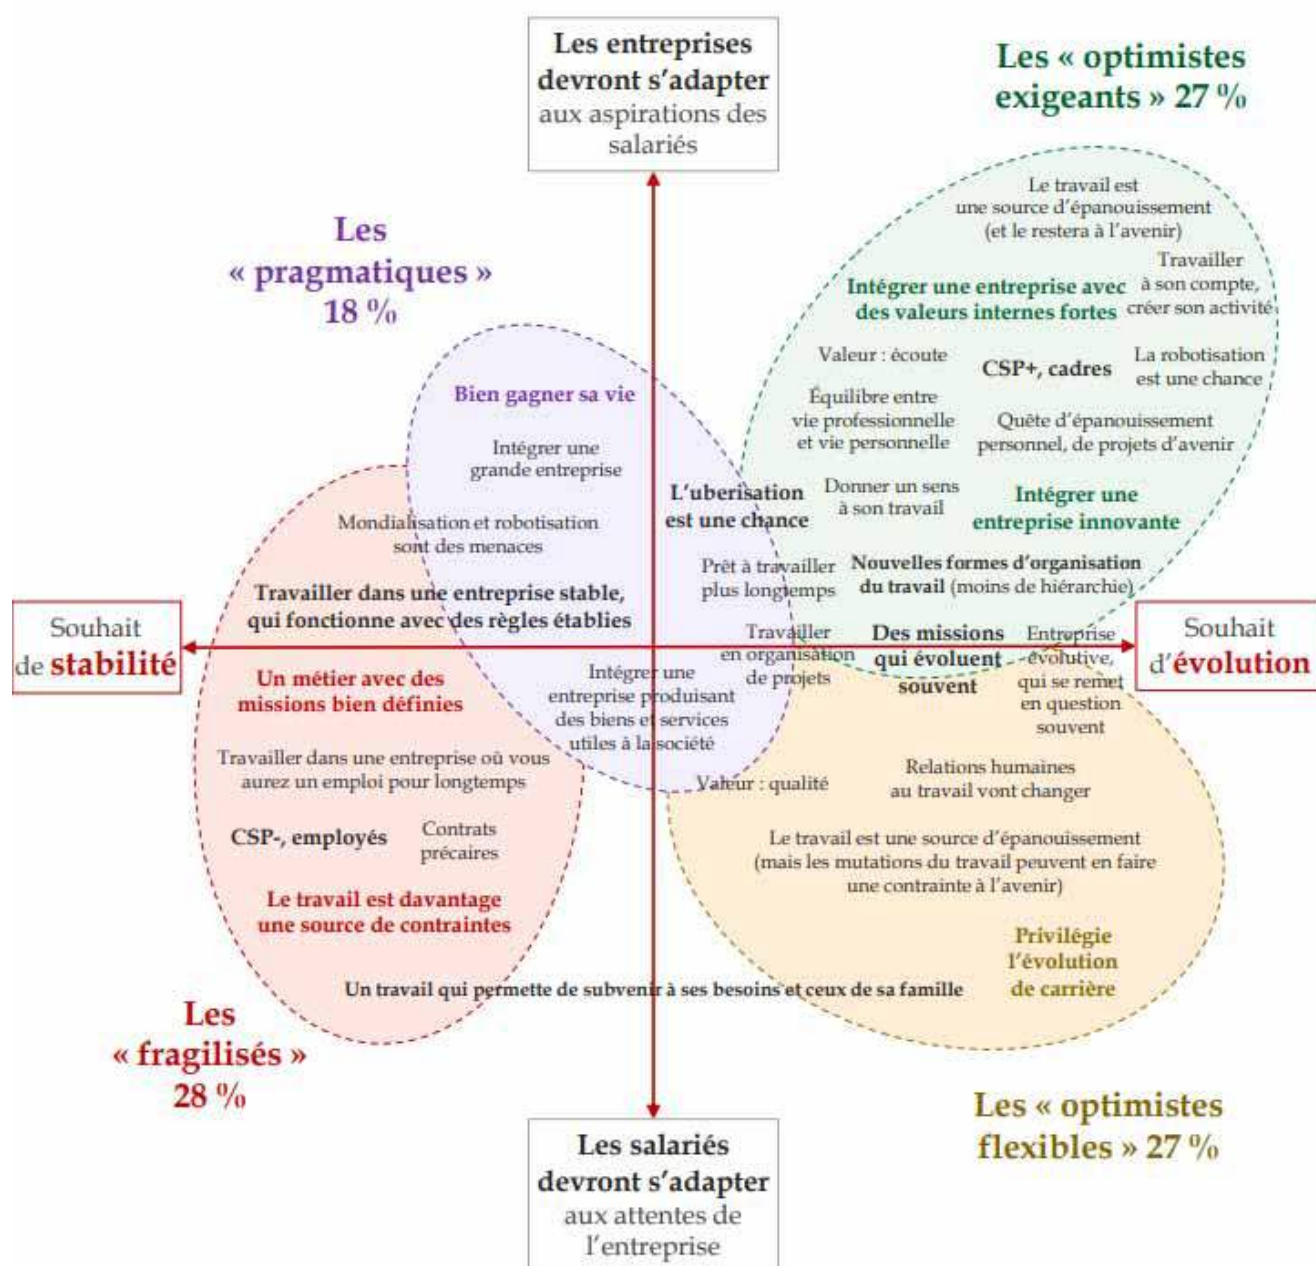 Les entreprises
devront s’adapter
aux aspirations des
salariés
Les « optimistes
exigeants » 27 %
Les
« pragmatiques »
18 %
Le travail est
une source d’épanouissement
(et le restera à l’avenir)
Travailler
à son compte,
créer son activité
Intégrer une entreprise avec
des valeurs internes fortes
Valeur : écoute
CSP+, cadres
La robotisation
est une chance
Équilibre entre
vie professionnelle
et vie personnelle
Quête d’épanouissement
personnel, de projets d’avenir
Bien gagner sa vie
Intégrer une
grande entreprise
L’uberisation
est une chance
Donner un sens
à son travail
Intégrer une
entreprise innovante
Mondialisation et robotisation
sont des menaces
Prêt à travailler
plus longtemps
Nouvelles formes d’organisation
du travail (moins de hiérarchie)
Travailler dans une entreprise stable,
qui fonctionne avec des règles établies
Souhait
de stabilité
Travailler
en organisation
de projets
Des missions
qui évoluent
souvent
Entreprise
évolutive,
qui se remet
en question
souvent
Souhait
d’évolution
Un métier avec des
missions bien définies
Intégrer une
entreprise produisant
des biens et services
utiles à la société
Travailler dans une entreprise où vous
aurez un emploi pour longtemps
Valeur : qualité
Relations humaines
au travail vont changer
CSP-, employés
Contrats
précaires
Le travail est une source d’épanouissement
(mais les mutations du travail peuvent en faire
une contrainte à l’avenir)
Le travail est davantage
une source de contraintes
Privilégie
l’évolution
de carrière
Un travail qui permette de subvenir à ses besoins et ceux de sa famille
Les
« fragilisés »
28 %
Les « optimistes
flexibles » 27 %
Les salariés
devront s’adapter
aux attentes de
l’entreprise